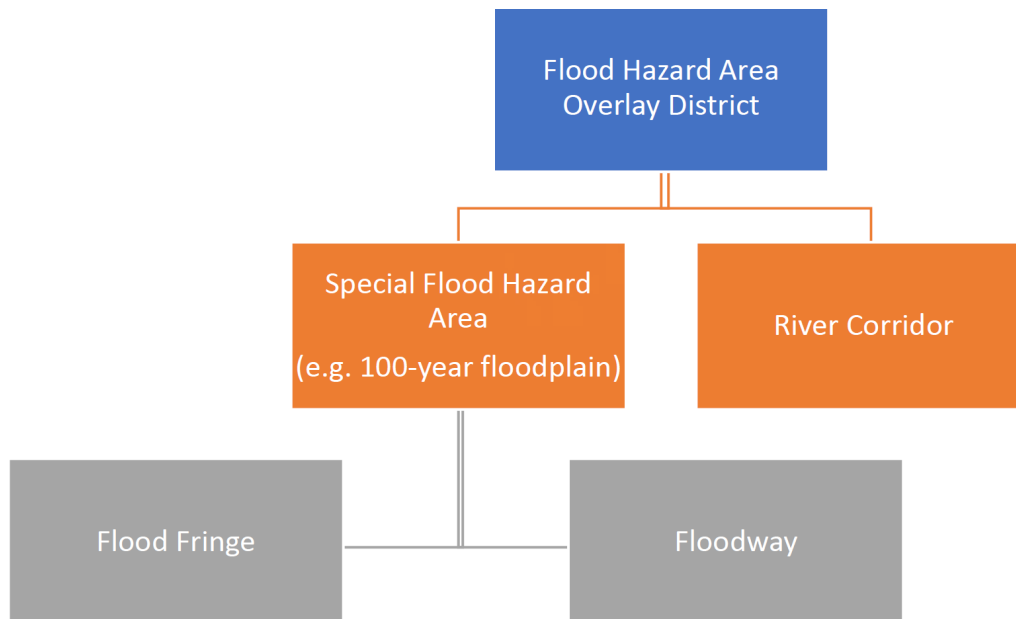 Flood Hazard Area
Overlay District
Special Flood Hazard
Area
(e.g. 100-year floodplain)
River Corridor
Flood Fringe
Floodway